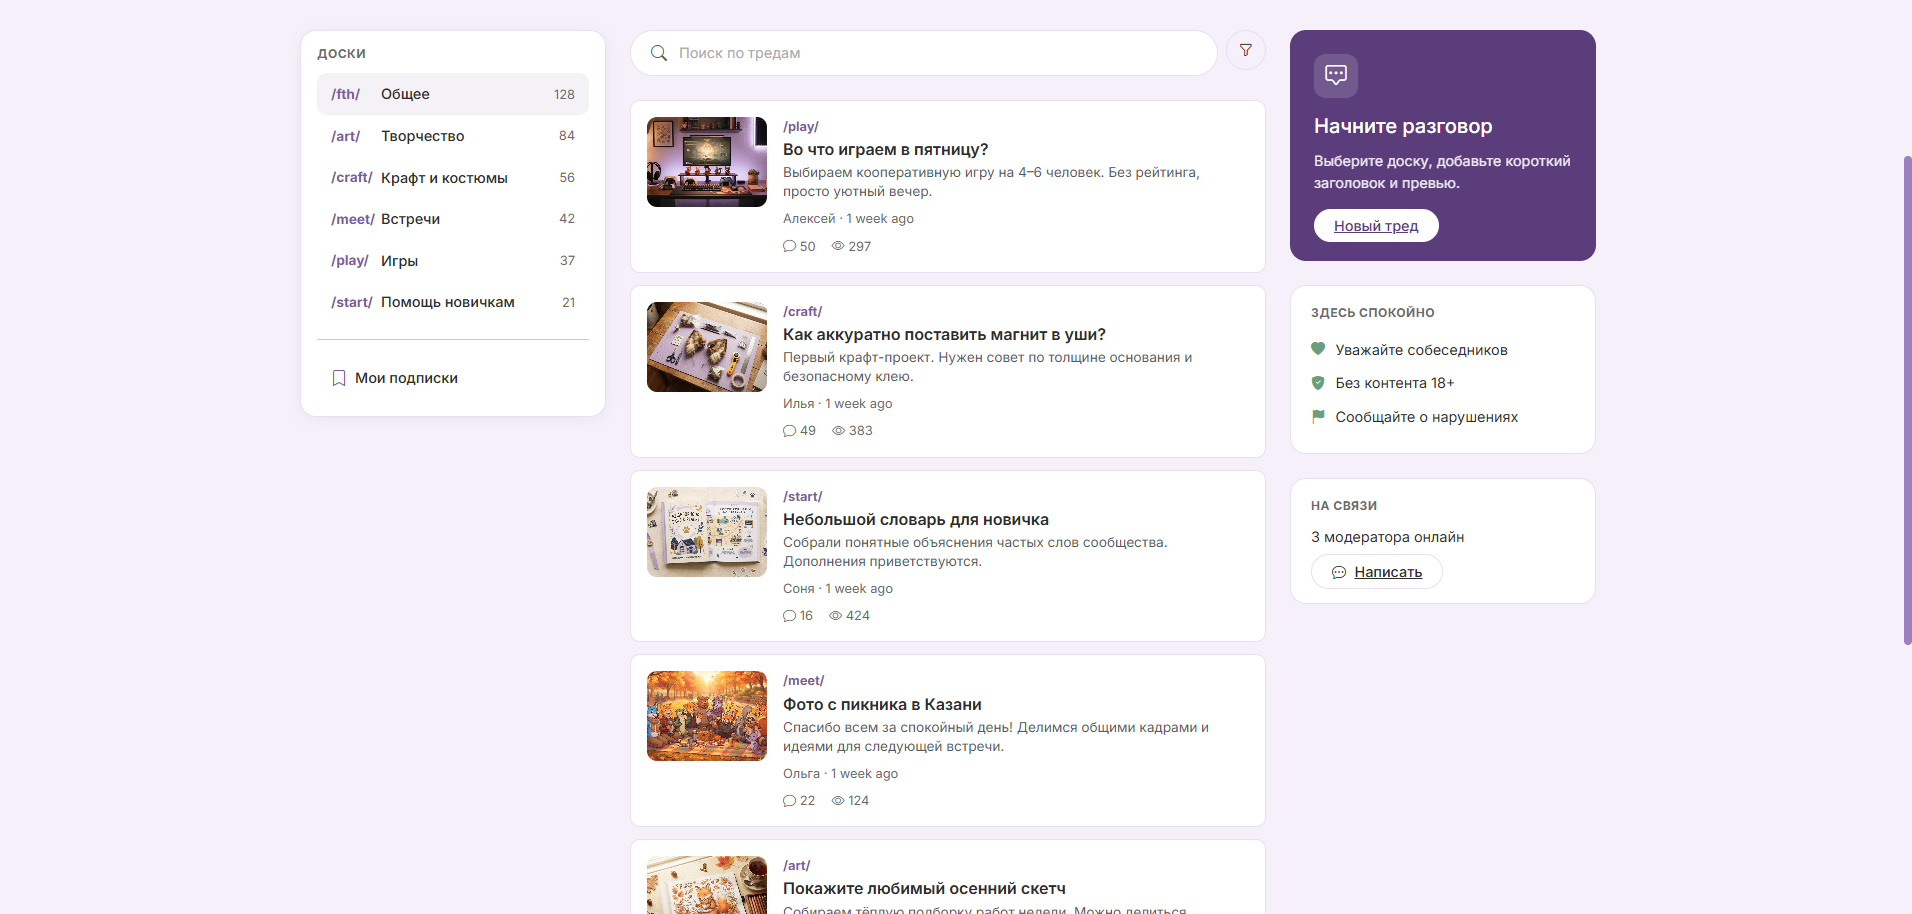 ДОСКИ
/fth/ Общее 128
/art/ Творчество 84
/craft/ Крафт и костюмы 56
/meet/ Встречи 42
/play/ Игры 37
/start/ Помощь новичкам 21
Мои подписки
Поиск по тредам
/play/
Во что играем в пятницу?
Выбираем кооперативную игру на 4–6 человек. Без рейтинга,
просто уютный вечер.
Алексей · 1 week ago
50 297
/craft/
Как аккуратно поставить магнит в уши?
Первый крафт-проект. Нужен совет по толщине основания и
безопасному клею.
Илья · 1 week ago
49 383
/start/
Небольшой словарь для новичка
Собрали понятные объяснения частых слов сообщества.
Дополнения приветствуются.
Соня · 1 week ago
16 424
/meet/
Фото с пикника в Казани
Спасибо всем за спокойный день! Делимся общими кадрами и
идеями для следующей встречи.
Ольга · 1 week ago
22 124
/art/
Покажите любимый осенний скетч
Собираем тёплую подборку работ недели. Можно делиться
Начните разговор
Выберите доску, добавьте короткий
заголовок и превью.
Новый тред
ЗДЕСЬ СПОКОЙНО
Уважайте собеседников
Без контента 18+
Сообщайте о нарушениях
НА СВЯЗИ
3 модератора онлайн
Написать